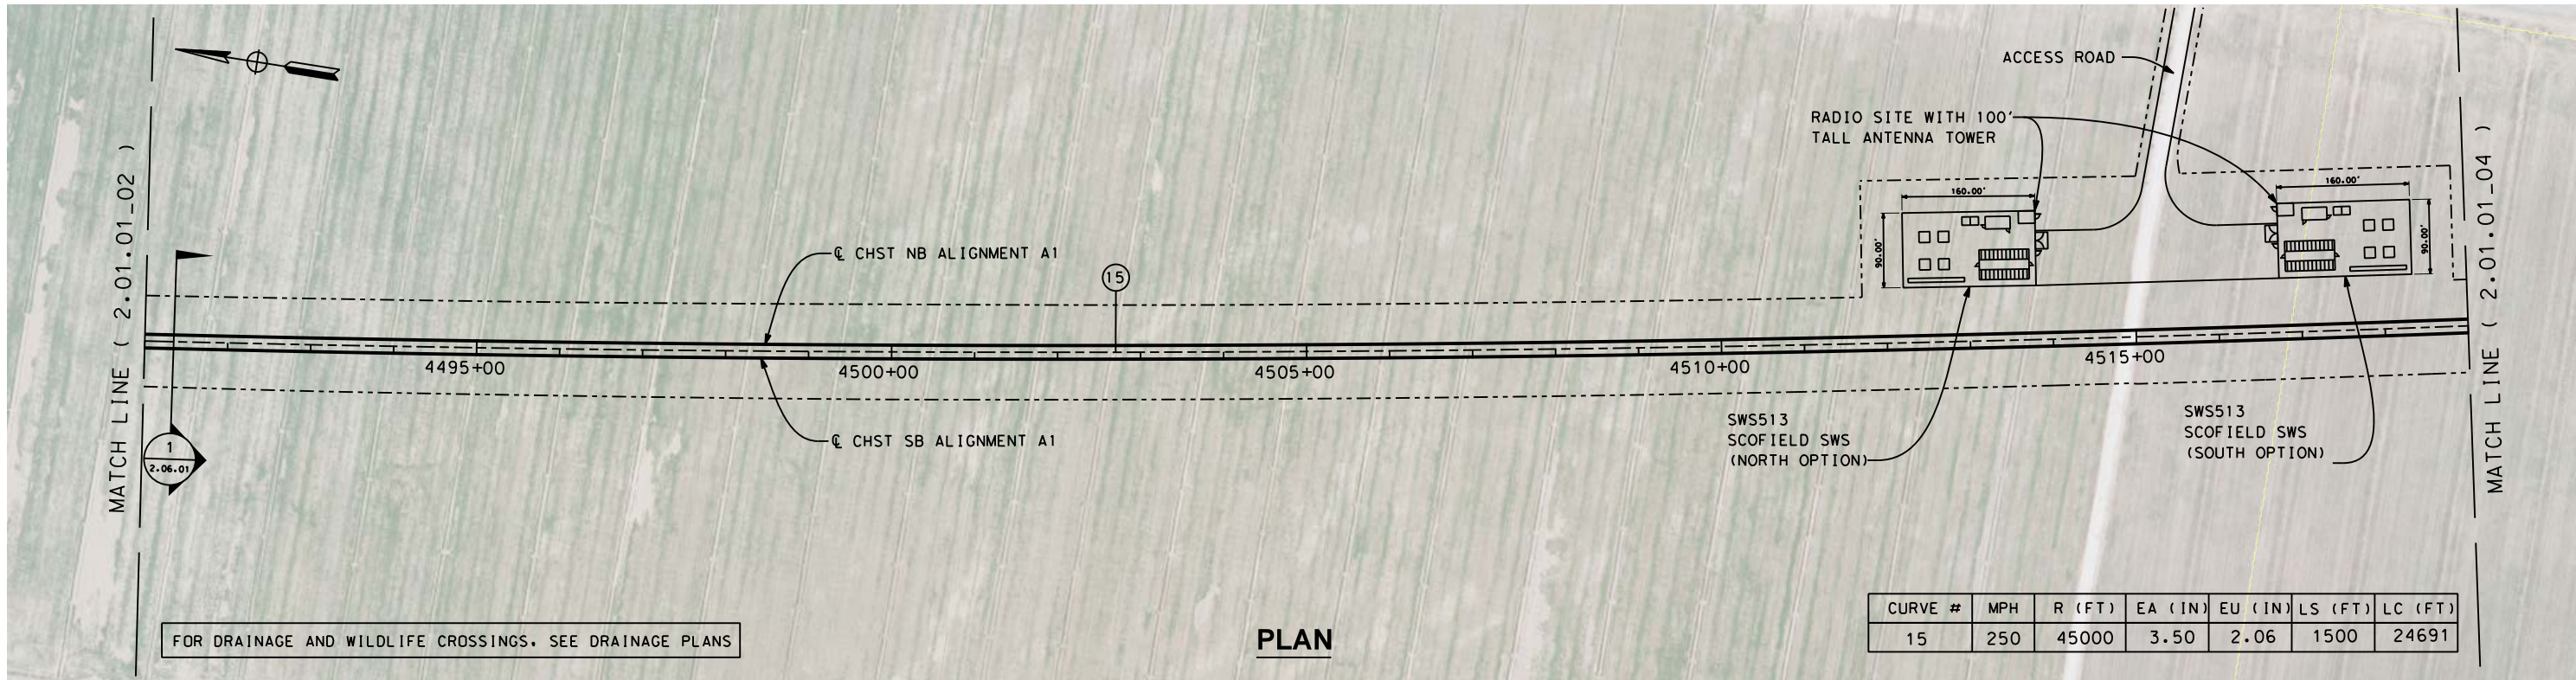 ACCESS ROAD
RADIO SITE WITH 100'
TALL ANTENNA TOWER
MATCH LINE ( 2.01.01_02 )
MATCH LINE ( 2.01.01_04 )
160.00'
160.00'
90.00'
90.00'
℄ CHST NB ALIGNMENT A1
15
4495+00
4500+00
4505+00
4510+00
4515+00
℄ CHST SB ALIGNMENT A1
SWS513
SCOFIELD SWS
(NORTH OPTION)
SWS513
SCOFIELD SWS
(SOUTH OPTION)
1
2.06.01
FOR DRAINAGE AND WILDLIFE CROSSINGS. SEE DRAINAGE PLANS
PLAN
CURVE # MPH R (FT) EA (IN) EU (IN) LS (FT) LC (FT)
15 250 45000 3.50 2.06 1500 24691